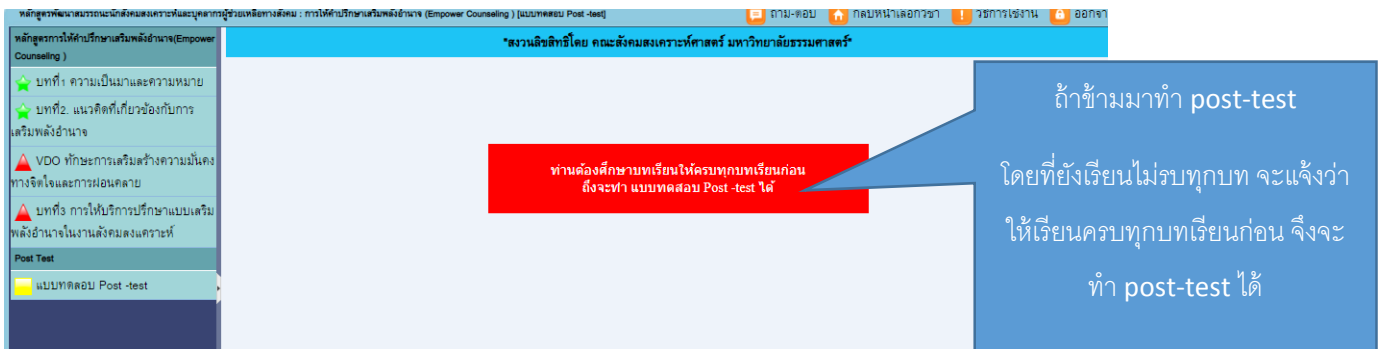 หลักสูตรพัฒนาสมรรถนะนักสังคมสงเคราะห์และบุคลากรผู้ช่วยเหลือทางสังคม : การให้คำปรึกษาเสริมพลังอำนาจ (Empower Counseling ) [แบบทดสอบ Post -test]
ถาม-ตอบ
กลับหน้าเลือกวิชา
วิธีการใช้งาน
ออกจา
หลักสูตรการให้คำปรึกษาเสริมพลังอำนาจ(Empower
Counseling )
"สงวนลิขสิทธิ์โดย คณะสังคมสงเคราะห์ศาสตร์ มหาวิทยาลัยธรรมศาสตร์"
บทที่1 ความเป็นมาและความหมาย
บทที่2. แนวคิดที่เกี่ยวข้องกับการ
เสริมพลังอำนาจ
VDO ทักษะการเสริมสร้างความมั่นคง
ทางจิตใจและการผ่อนคลาย
บทที่3 การให้บริการปรึกษาแบบเสริม
พลังอำนาจในงานสังคมสงเคราะห์
Post Test
แบบทดสอบ Post -test
ท่านต้องศึกษาบทเรียนให้ครบทุกบทเรียนก่อน
ถึงจะทำ แบบทดสอบ Post -test ได้
ถ้าข้ามมาทำ post-test
โดยที่ยังเรียนไม่รบทุกบท จะแจ้งว่า
ให้เรียนครบทุกบทเรียนก่อน จึงจะ
ทำ post-test ได้